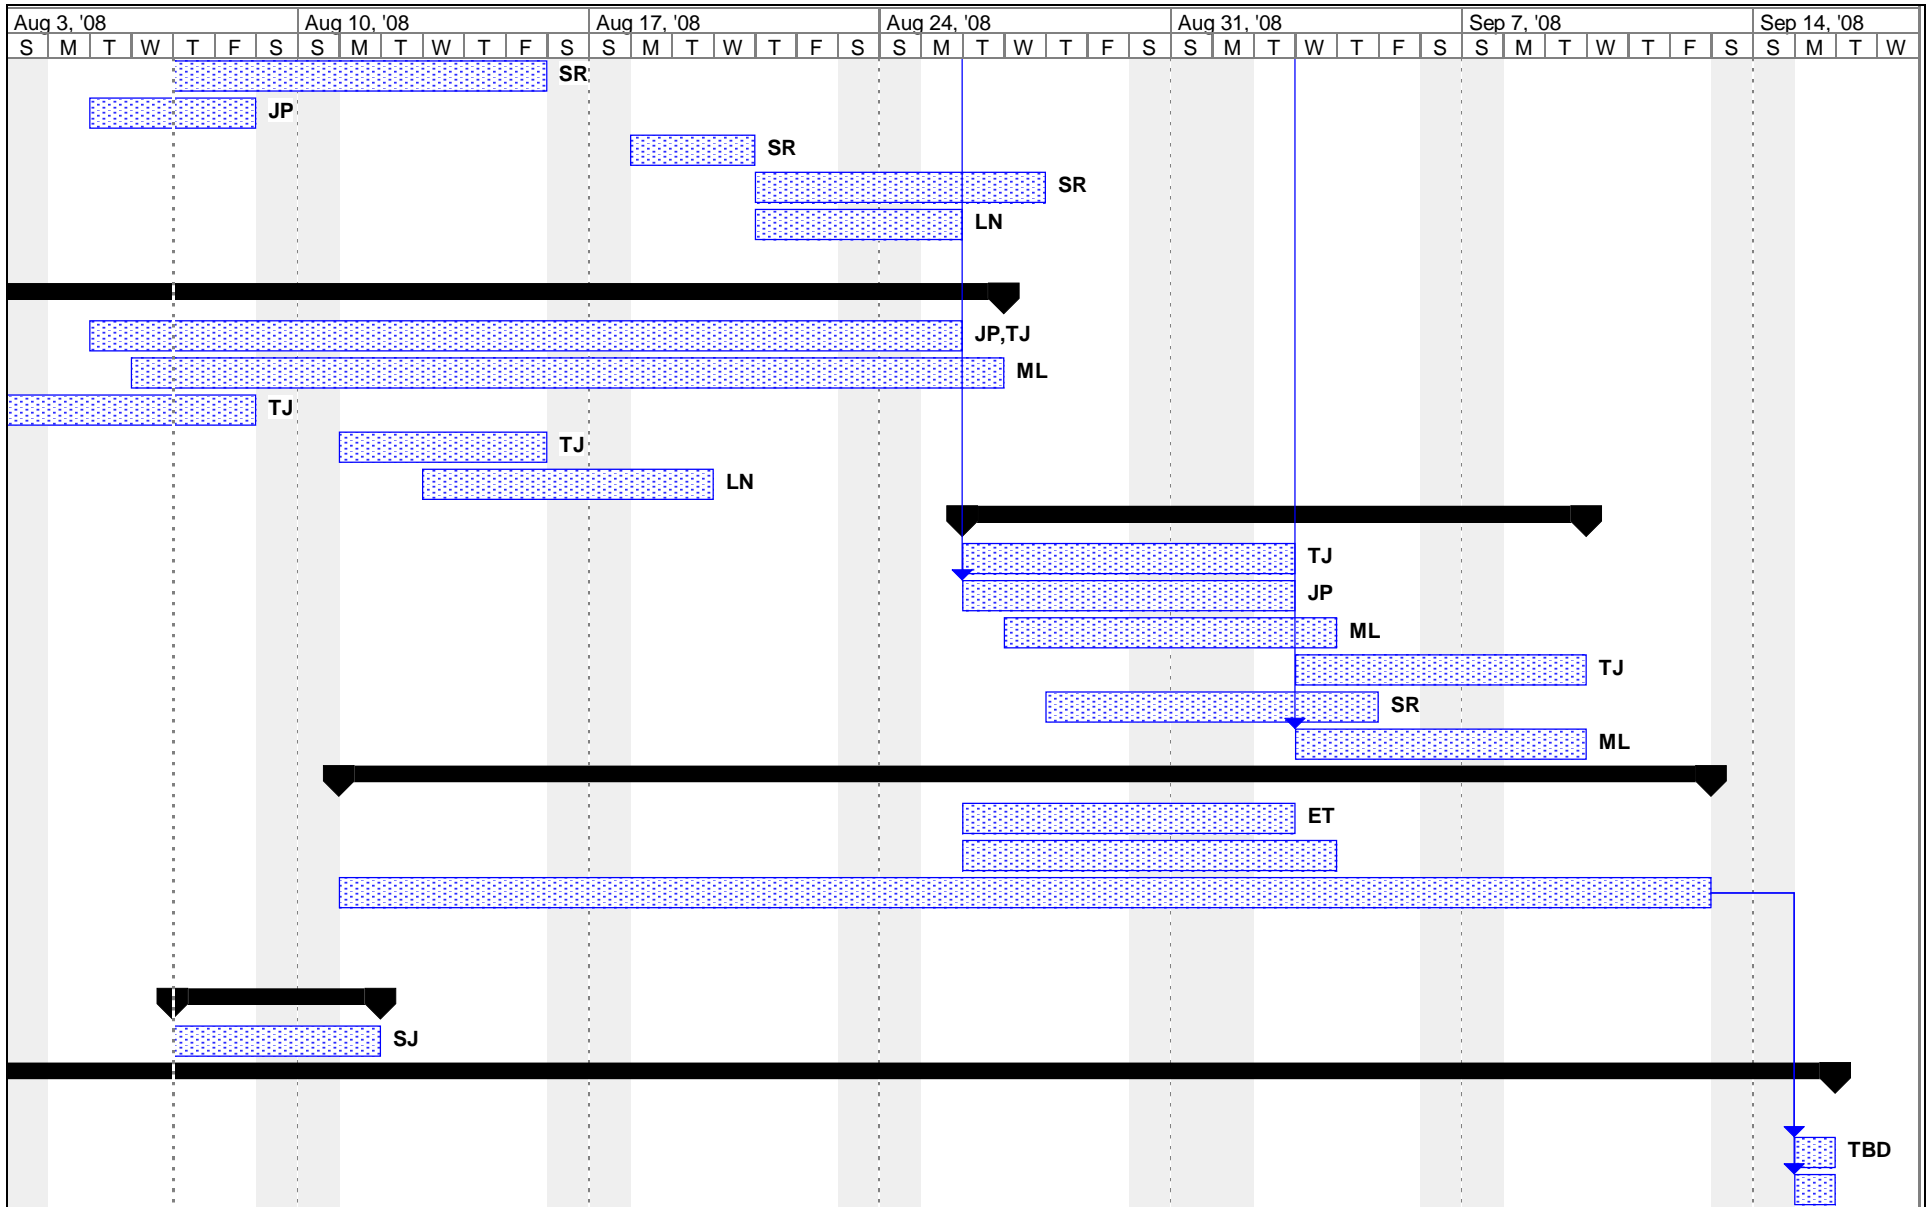 Aug 3, '08 Aug 10, '08 Aug 17, '08 Aug 24, '08 Aug 31, '08 Sep 7, '08 Sep 14, '08
S M T W T F S S M T W T F S S M T W T F S S M T W T F S S M T W T F S S M T W T F S S M T W
SR
JP
SR
SR
LN
JP,TJ
ML
TJ
TJ
LN
TJ
JP
ML
TJ
SR
ML
ET
SJ
TBD